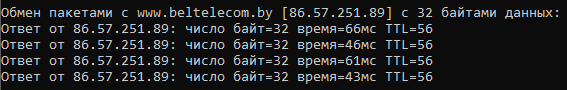 Обмен пакетами с www.beltelecom.by [86.57.251.89] с 32 байтами данных:
Ответ от 86.57.251.89: число байт=32 время=66мс TTL=56
Ответ от 86.57.251.89: число байт=32 время=46мс TTL=56
Ответ от 86.57.251.89: число байт=32 время=61мс TTL=56
Ответ от 86.57.251.89: число байт=32 время=43мс TTL=56